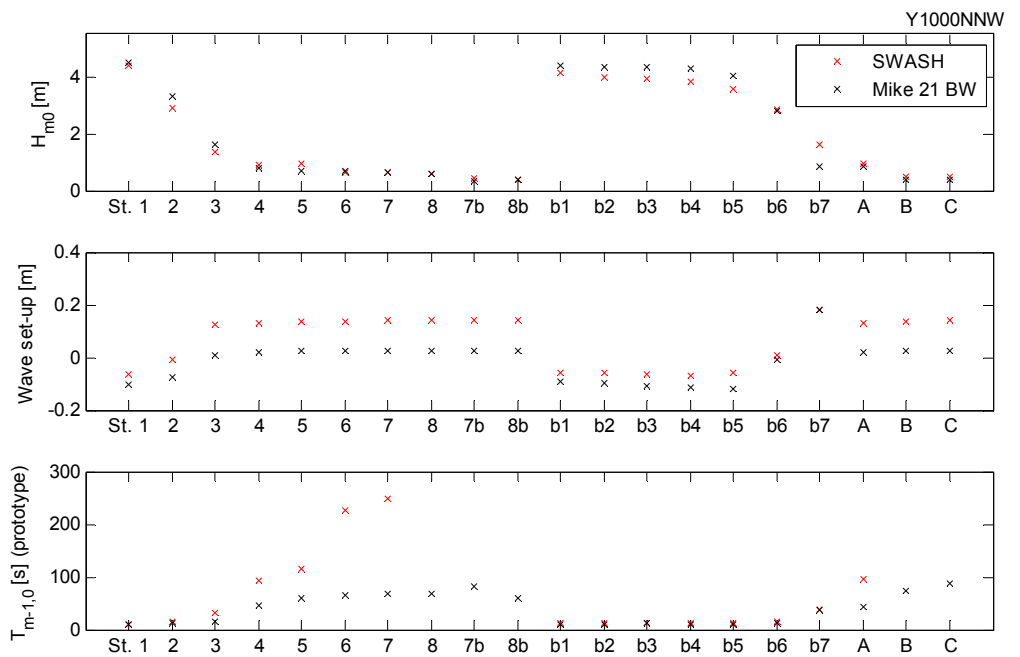 Y1000NNW
SWASH
Mike 21 BW
H_m0 [m]
4
2
0
St. 1 2 3 4 5 6 7 8 7b 8b b1 b2 b3 b4 b5 b6 b7 A B C
Wave set-up [m]
0.4
0.2
0
-0.2
St. 1 2 3 4 5 6 7 8 7b 8b b1 b2 b3 b4 b5 b6 b7 A B C
T_m-1,0 [s] (prototype)
300
200
100
0
St. 1 2 3 4 5 6 7 8 7b 8b b1 b2 b3 b4 b5 b6 b7 A B C